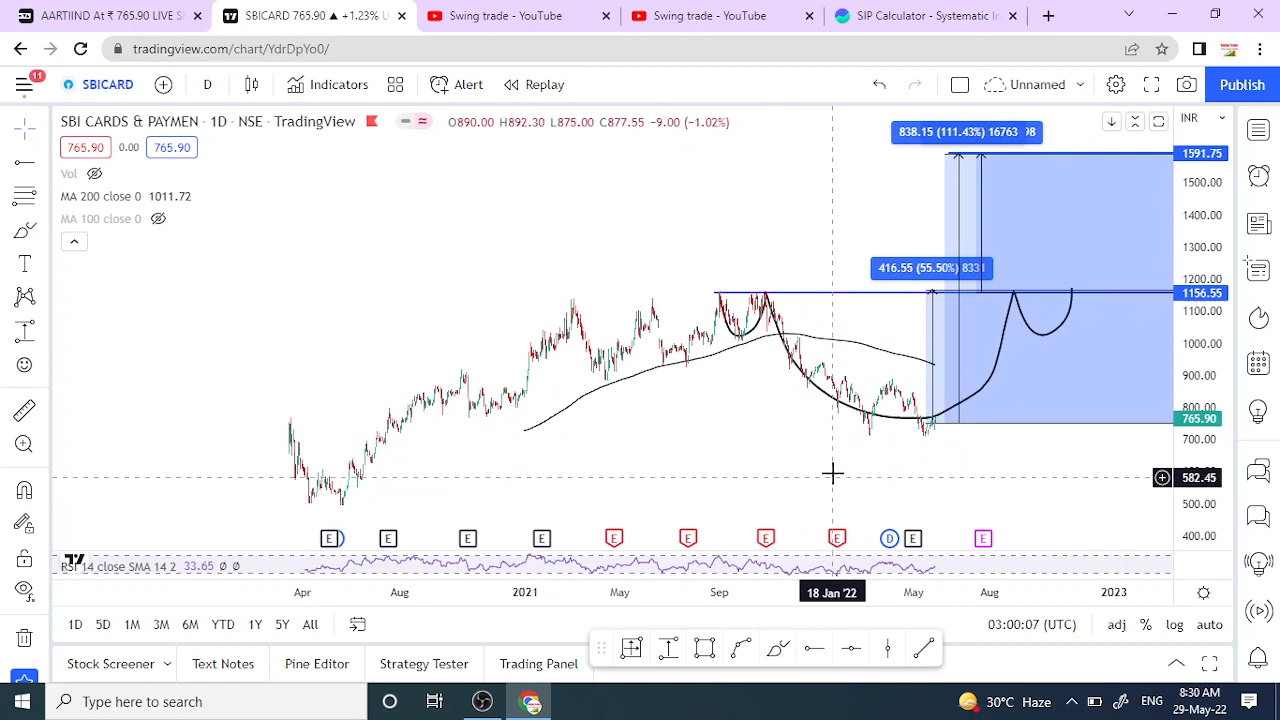 AARTIIND At ₹ 765.90 LIVE S
SBICARD 765.90 ▲ +1.23% U
Swing trade - YouTube
Swing trade - YouTube
SIP Calculator - Systematic In
tradingview.com/chart/YdrDpYo0/
11
SBICARD
D
Indicators
Alert
Replay
Unnamed
Publish
SBI CARDS & PAYMEN · 1D · NSE · TradingView
O890.00 H892.30 L875.00 C877.55 −9.00 (−1.02%)
INR
765.90
0.00
765.90
Vol
MA 200 close 0 1011.72
MA 100 close 0
838.15 (111.43%) 16763
416.55 (55.50%) 8331
1591.75
1500.00
1400.00
1300.00
1200.00
1156.55
1100.00
1000.00
900.00
800.00
765.90
700.00
582.45
500.00
400.00
E
E
E
E
E
E
E
E
D
E
E
RSI 14 close SMA 14 2 33.65 Ø Ø
Apr
Aug
2021
May
Sep
18 Jan '22
May
Aug
2023
1D
5D
1M
3M
6M
YTD
1Y
5Y
All
03:00:07 (UTC)
adj
%
log
auto
Stock Screener
Text Notes
Pine Editor
Strategy Tester
Trading Panel
Type here to search
30°C Haze
ENG
8:30 AM
29-May-22